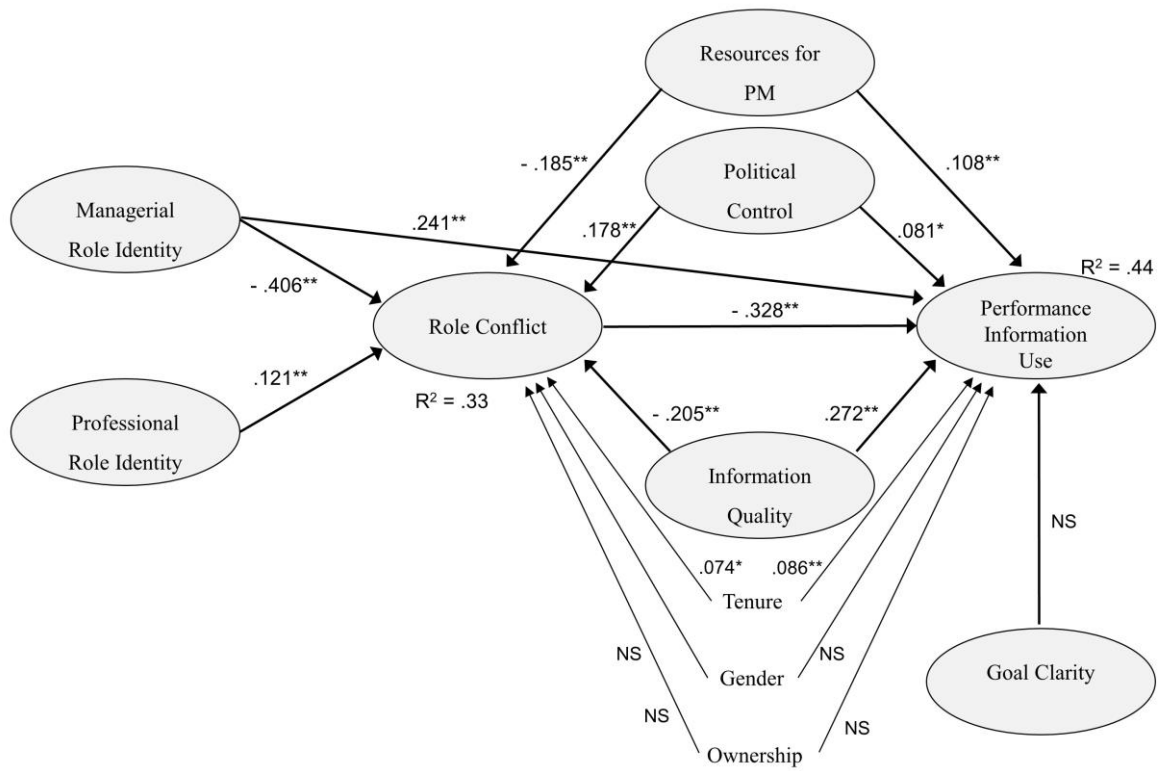 Resources for
PM
- .185**
.108**
Political
Control
Managerial
Role Identity
.241**
.178**
.081*
R² = .44
- .406**
Role Conflict
- .328**
Performance
Information
Use
.121**
R² = .33
- .205**
.272**
Professional
Role Identity
Information
Quality
NS
.074*
.086**
Tenure
NS
NS
Gender
Goal Clarity
NS
NS
Ownership